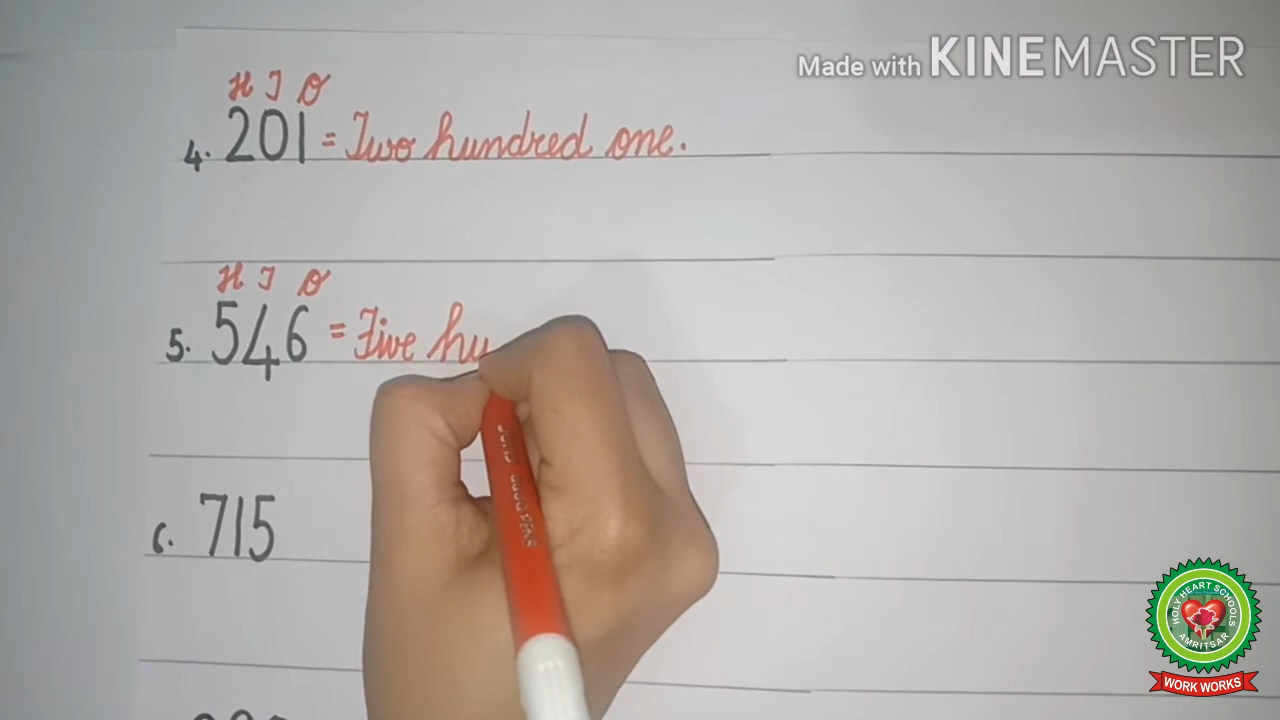 Made with KINEMASTER
H T O
4. 201 = Two hundred one.
H T O
5. 546 = Five hu
6. 715
HOLY HEART SCHOOLS
AMRITSAR
WORK WORKS